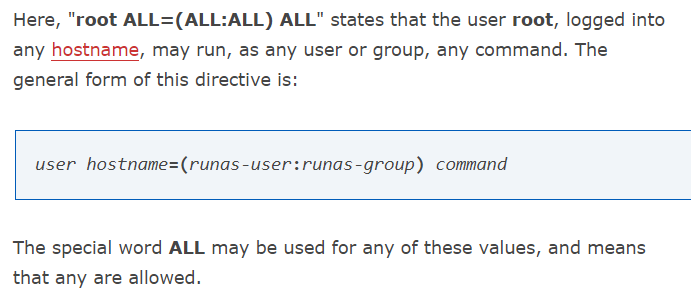 Here, "root ALL=(ALL:ALL) ALL" states that the user root, logged into
any hostname, may run, as any user or group, any command. The
general form of this directive is:
user hostname=(runas-user:runas-group) command
The special word ALL may be used for any of these values, and means
that any are allowed.